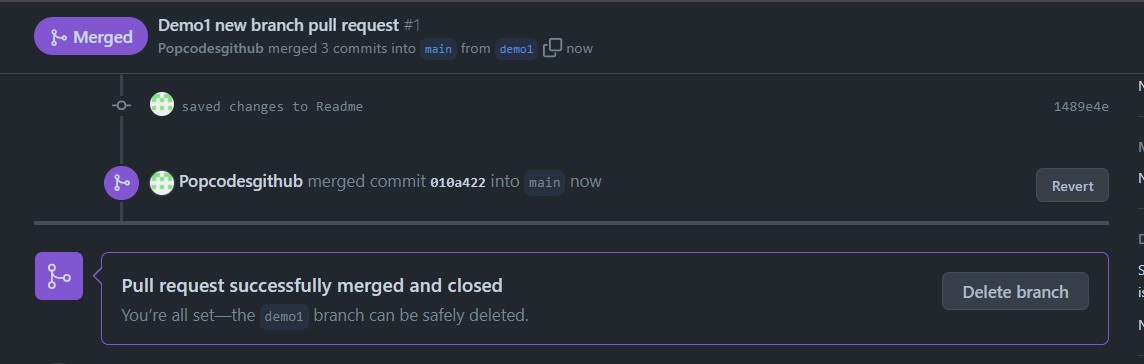 Merged
Demo1 new branch pull request #1
Popcodesgithub merged 3 commits into main from demo1 now
saved changes to Readme 1489e4e
Popcodesgithub merged commit 010a422 into main now
Revert
Pull request successfully merged and closed
You’re all set—the demo1 branch can be safely deleted.
Delete branch